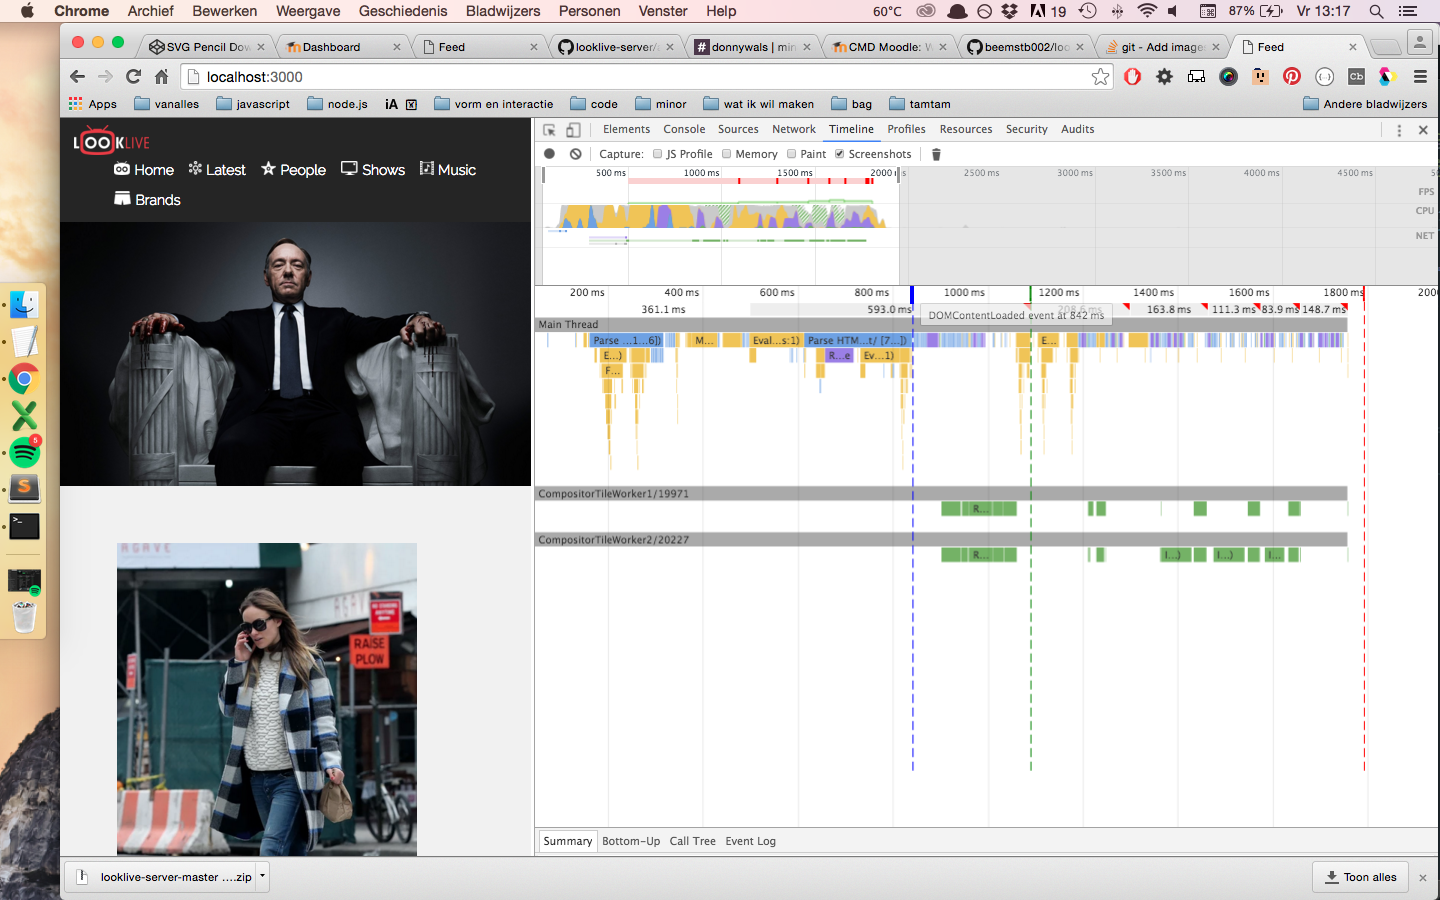 Chrome Archief Bewerken Weergave Geschiedenis Bladwijzers Personen Venster Help 60°C 19 87% Vr 13:17
SVG Pencil Dow Dashboard Feed looklive-server/ donnywals | min CMD Moodle: W beemstb002/loo git - Add image Feed
localhost:3000
Apps vanalles javascript node.js iA vorm en interactie code minor wat ik wil maken bag tamtam Andere bladwijzers
LOOKLIVE
Home Latest People Shows Music
Brands
AGAVE
AGAVE
RAISE
PLOW
Elements Console Sources Network Timeline Profiles Resources Security Audits
Capture: JS Profile Memory Paint Screenshots
500 ms 1000 ms 1500 ms 2000 2500 ms 3000 ms 3500 ms 4000 ms 4500 ms
FPS
CPU
NET
200 ms 400 ms 600 ms 800 ms 1000 ms 1200 ms 1400 ms 1600 ms 1800 ms 2000
361.1 ms 593.0 ms 208.6 ms 163.8 ms 111.3 ms 83.9 ms 148.7 ms
DOMContentLoaded event at 842 ms
Main Thread
Parse ...1...6]) M... Eval...s:1) Parse HTM...t/ [7...]) E...
E...) R...e Ev...1)
F...
CompositorTileWorker1/19971
R...
CompositorTileWorker2/20227
R... I...) I...) I...
Summary Bottom-Up Call Tree Event Log
looklive-server-master ....zip Toon alles
5